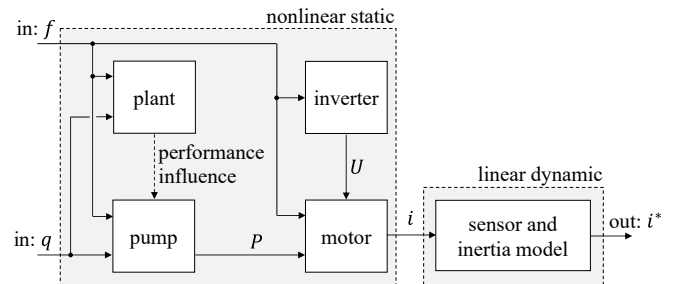 nonlinear static
in: f
plant
inverter
performance
influence
U
linear dynamic
in: q
pump
P
motor
i
sensor and
inertia model
out: i*